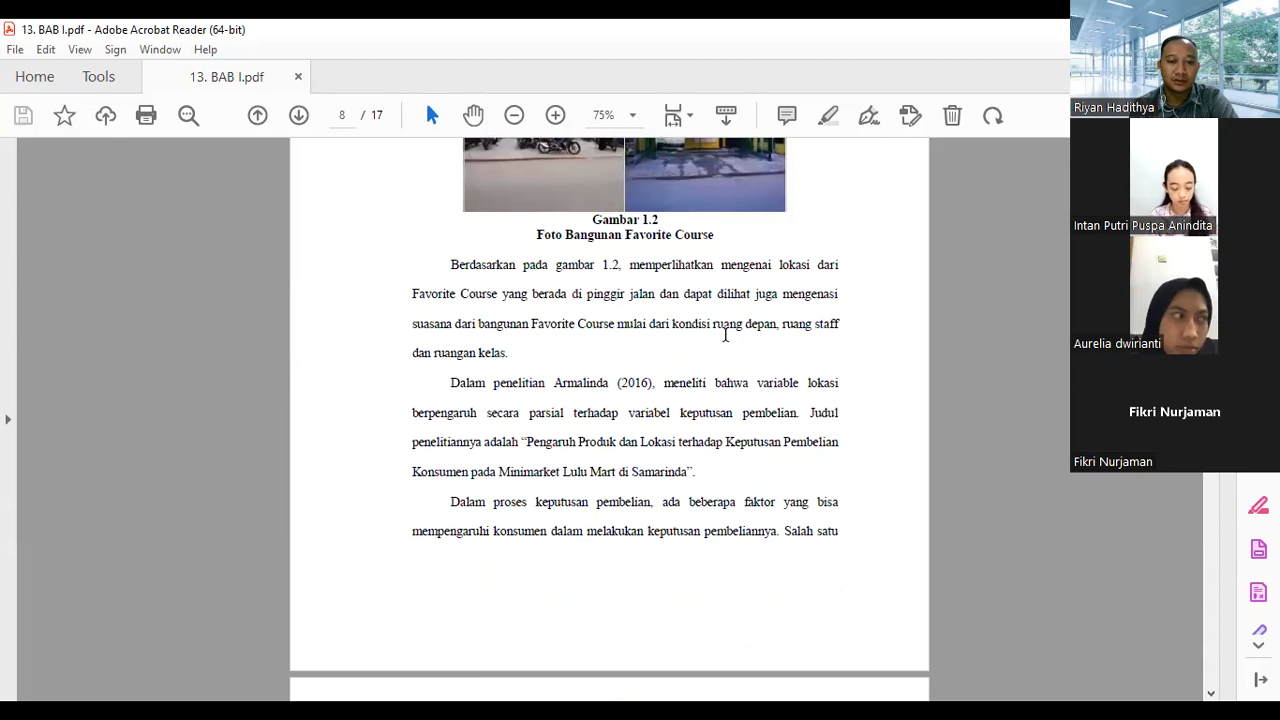 13. BAB I.pdf - Adobe Acrobat Reader (64-bit)
File Edit View Sign Window Help
Home Tools 13. BAB I.pdf ×
8 / 17 75%
Gambar 1.2
Foto Bangunan Favorite Course
Berdasarkan pada gambar 1.2, memperlihatkan mengenai lokasi dari
Favorite Course yang berada di pinggir jalan dan dapat dilihat juga mengenasi
suasana dari bangunan Favorite Course mulai dari kondisi ruang depan, ruang staff
dan ruangan kelas.
Dalam penelitian Armalinda (2016), meneliti bahwa variable lokasi
berpengaruh secara parsial terhadap variabel keputusan pembelian. Judul
penelitiannya adalah “Pengaruh Produk dan Lokasi terhadap Keputusan Pembelian
Konsumen pada Minimarket Lulu Mart di Samarinda”.
Dalam proses keputusan pembelian, ada beberapa faktor yang bisa
mempengaruhi konsumen dalam melakukan keputusan pembeliannya. Salah satu
Riyan Hadithya
Intan Putri Puspa Anindita
Aurelia dwirianti
Fikri Nurjaman
Fikri Nurjaman